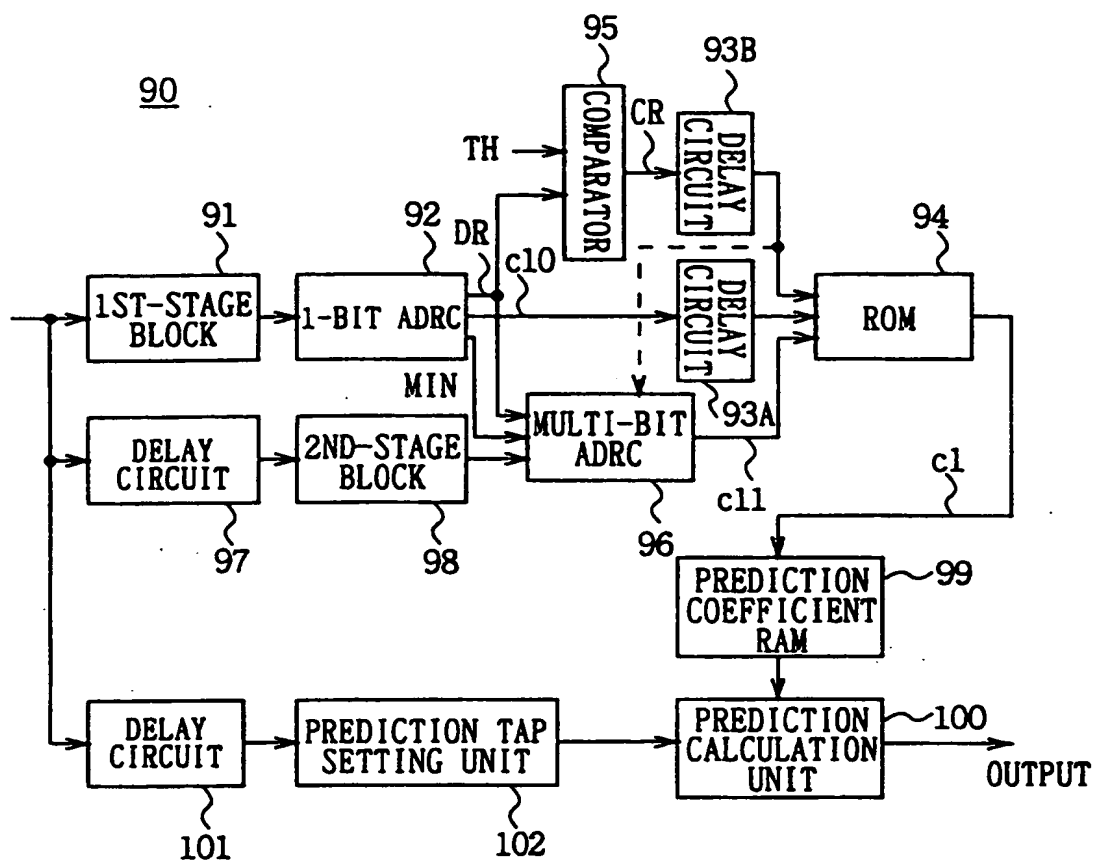 90
95
93B
COMPARATOR
CR
DELAY
CIRCUIT
TH
91
92
DR
c10
94
1ST-STAGE
BLOCK
1-BIT ADRC
DELAY
CIRCUIT
ROM
MIN
93A
DELAY
CIRCUIT
2ND-STAGE
BLOCK
MULTI-BIT
ADRC
c11
c1
97
98
96
PREDICTION
COEFFICIENT
RAM
99
DELAY
CIRCUIT
PREDICTION TAP
SETTING UNIT
PREDICTION
CALCULATION
UNIT
100
OUTPUT
101
102